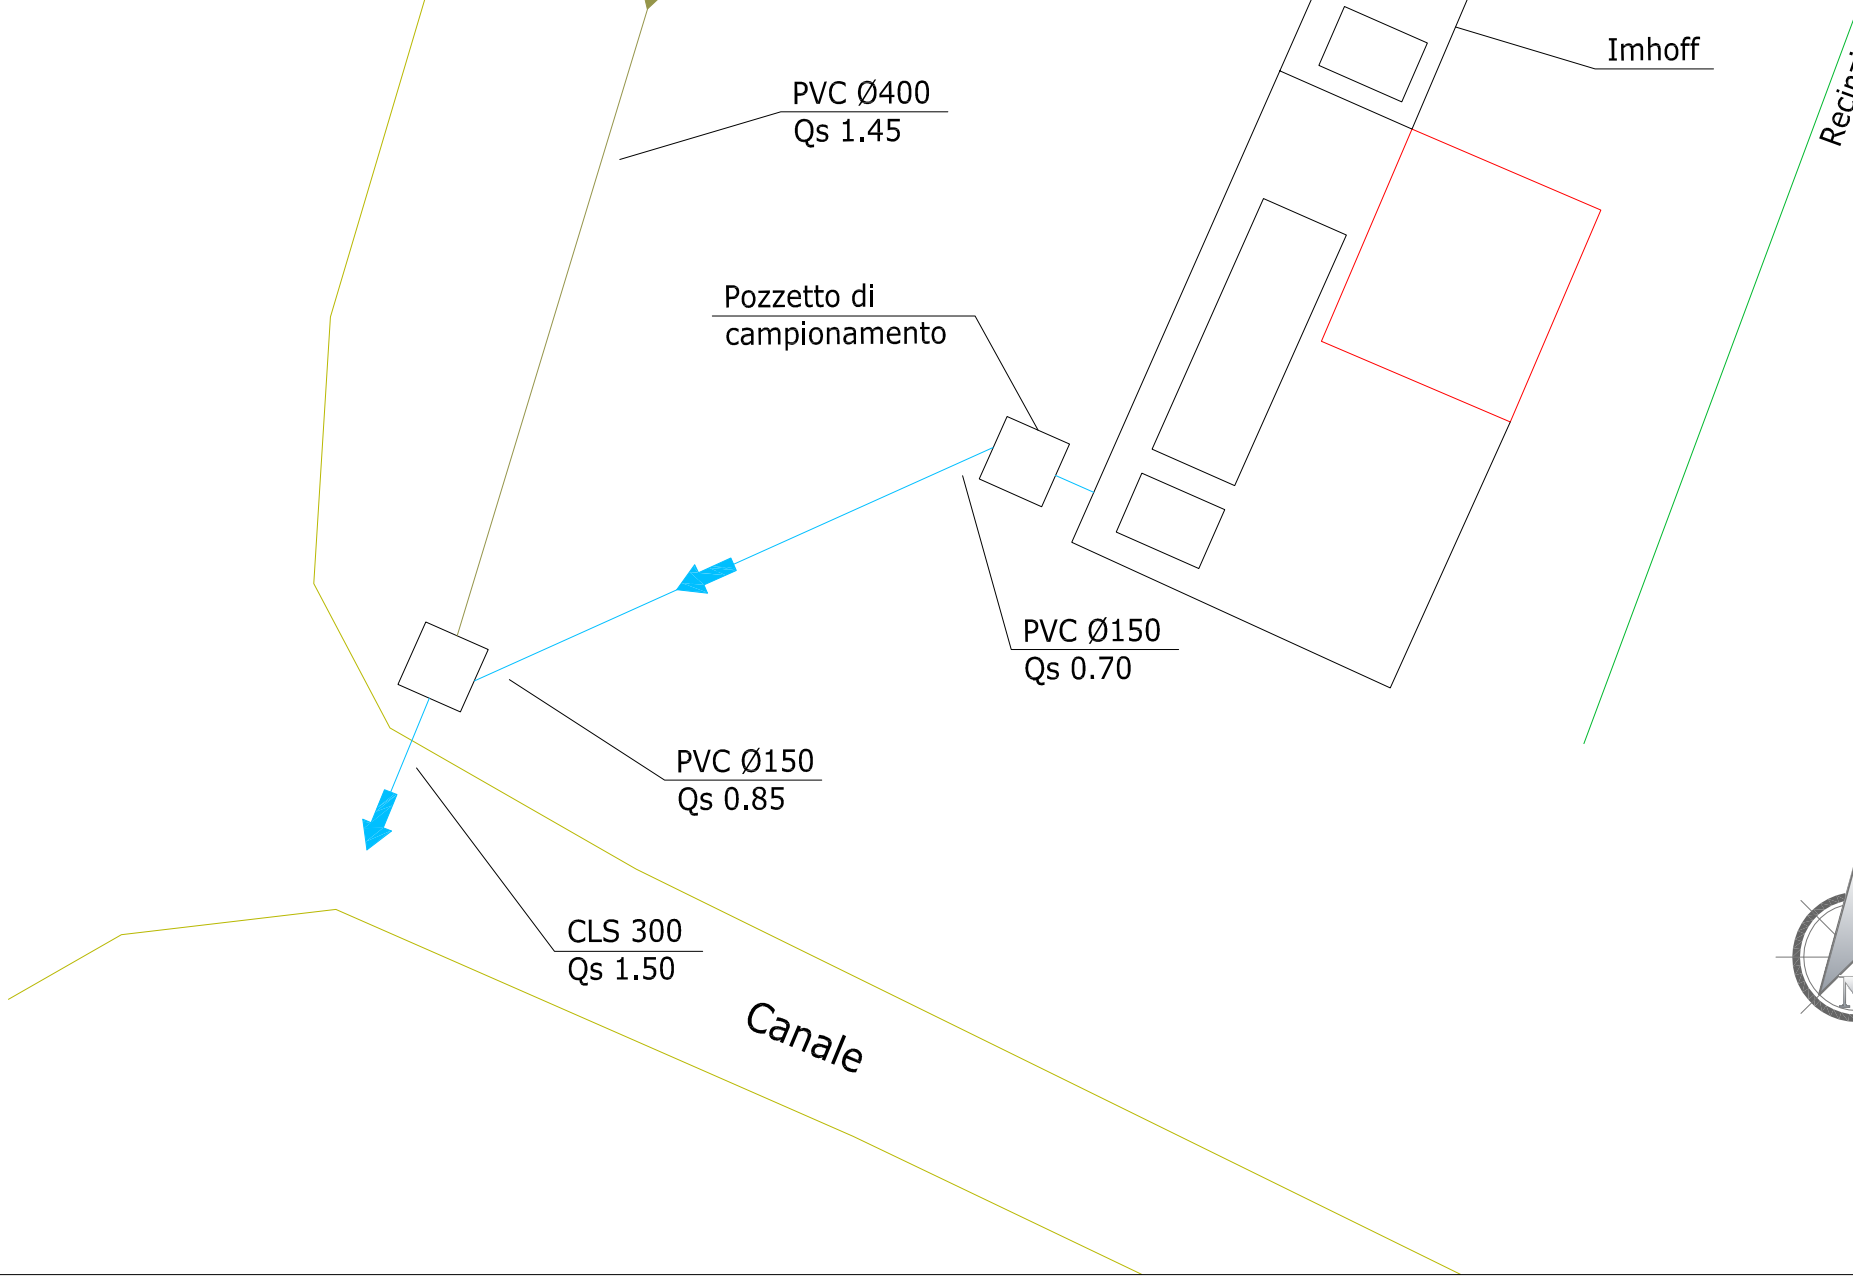 Imhoff
PVC Ø400
Qs 1.45
Pozzetto di
campionamento
PVC Ø150
Qs 0.70
PVC Ø150
Qs 0.85
CLS 300
Qs 1.50
Canale